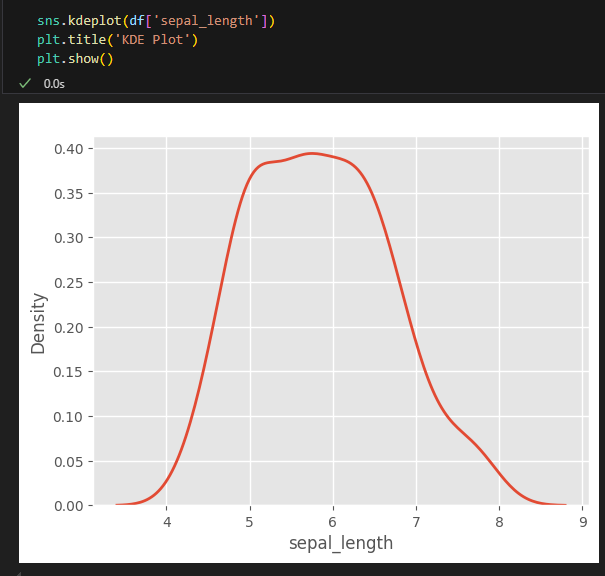 sns.kdeplot(df['sepal_length'])
plt.title('KDE Plot')
plt.show()
0.0s
0.40
0.35
0.30
0.25
0.20
0.15
0.10
0.05
0.00
Density
4 5 6 7 8 9
sepal_length